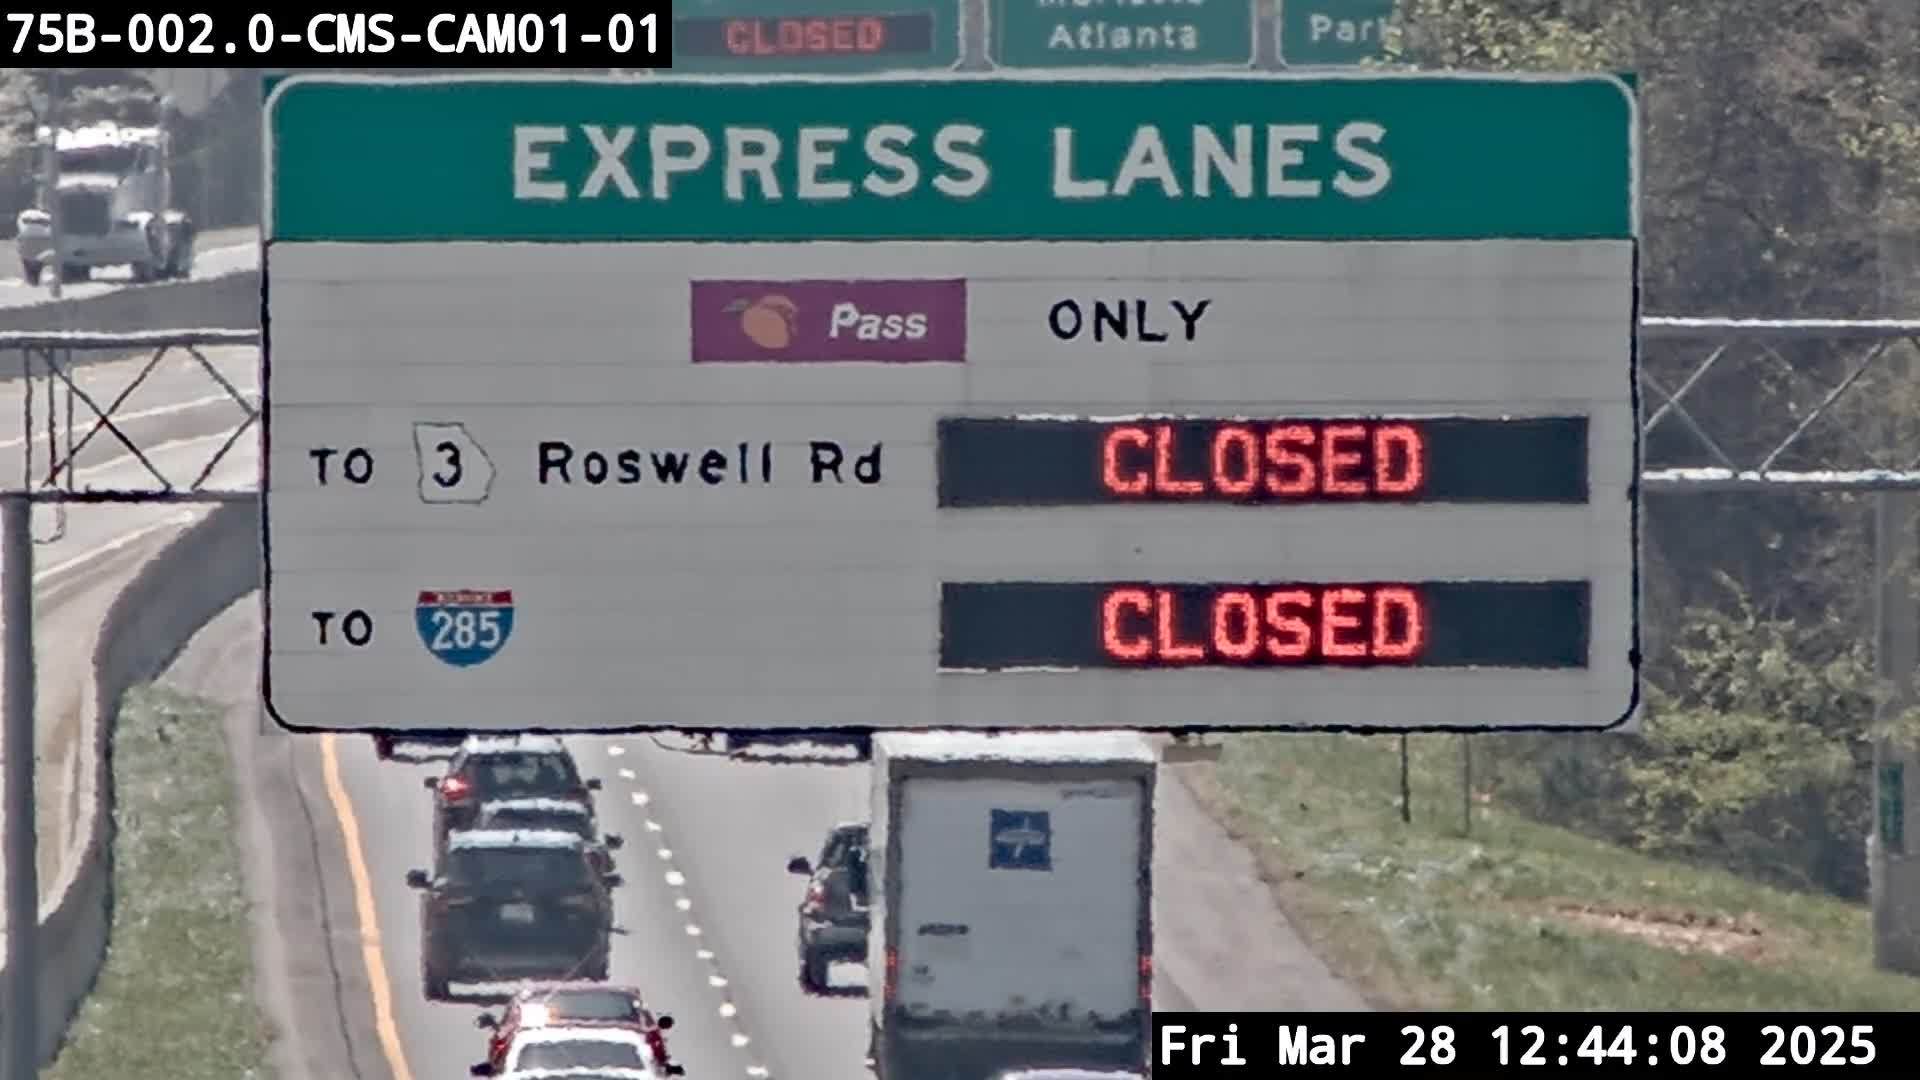 75B-002.0-CMS-CAM01-01
CLOSED
Atlanta
Park
EXPRESS LANES
Pass ONLY
TO 3 Roswell Rd CLOSED
TO 285 CLOSED
Fri Mar 28 12:44:08 2025